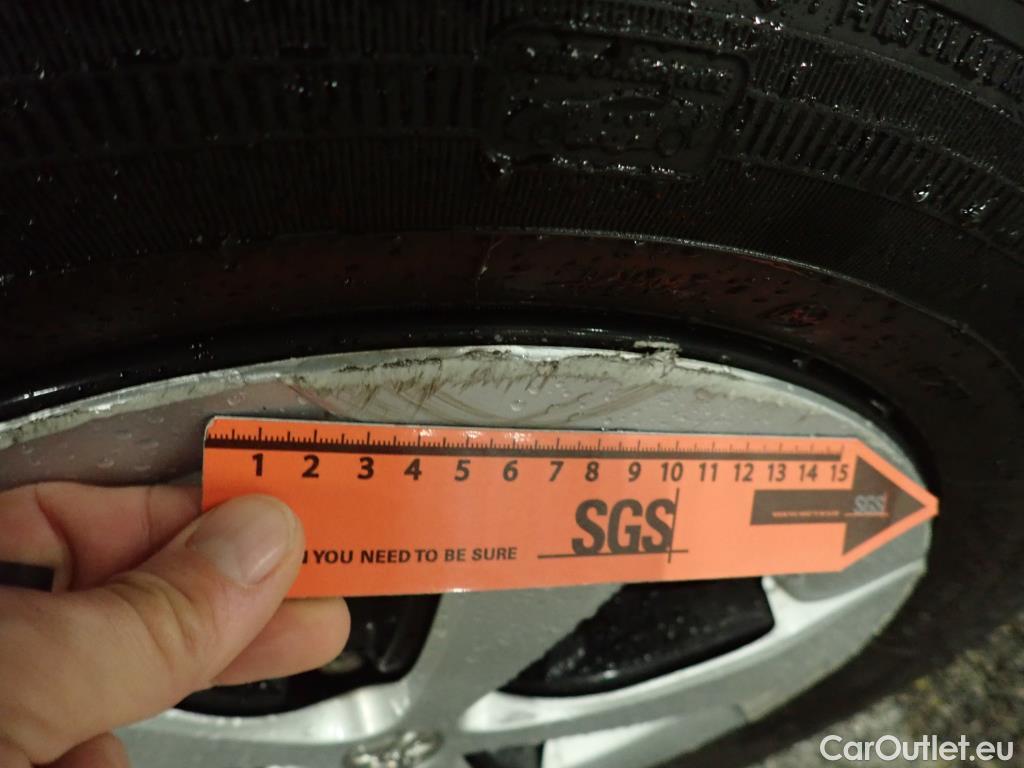 1 2 3 4 5 6 7 8 9 10 11 12 13 14 15
SGS
SGS
N YOU NEED TO BE SURE
CarOutlet.eu